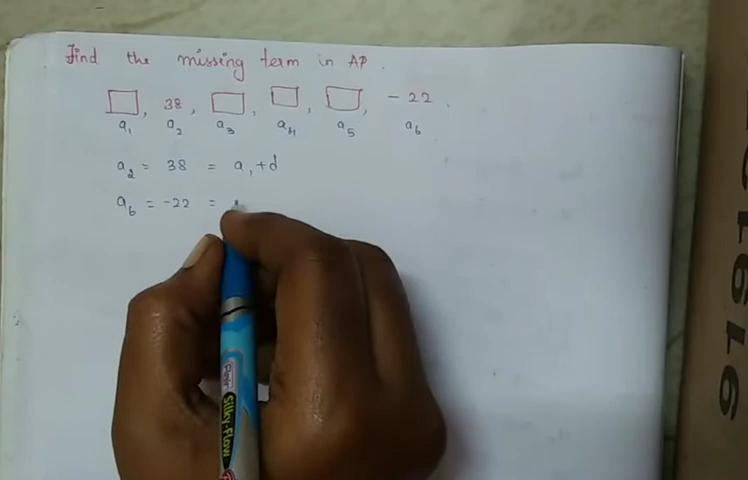 Find the missing term in AP.
□, 38, □, □, □, -22.
a₁ a₂ a₃ a₄ a₅ a₆
a₂ = 38 = a₁ + d
a₆ = -22 =
Silky-Flow
9191